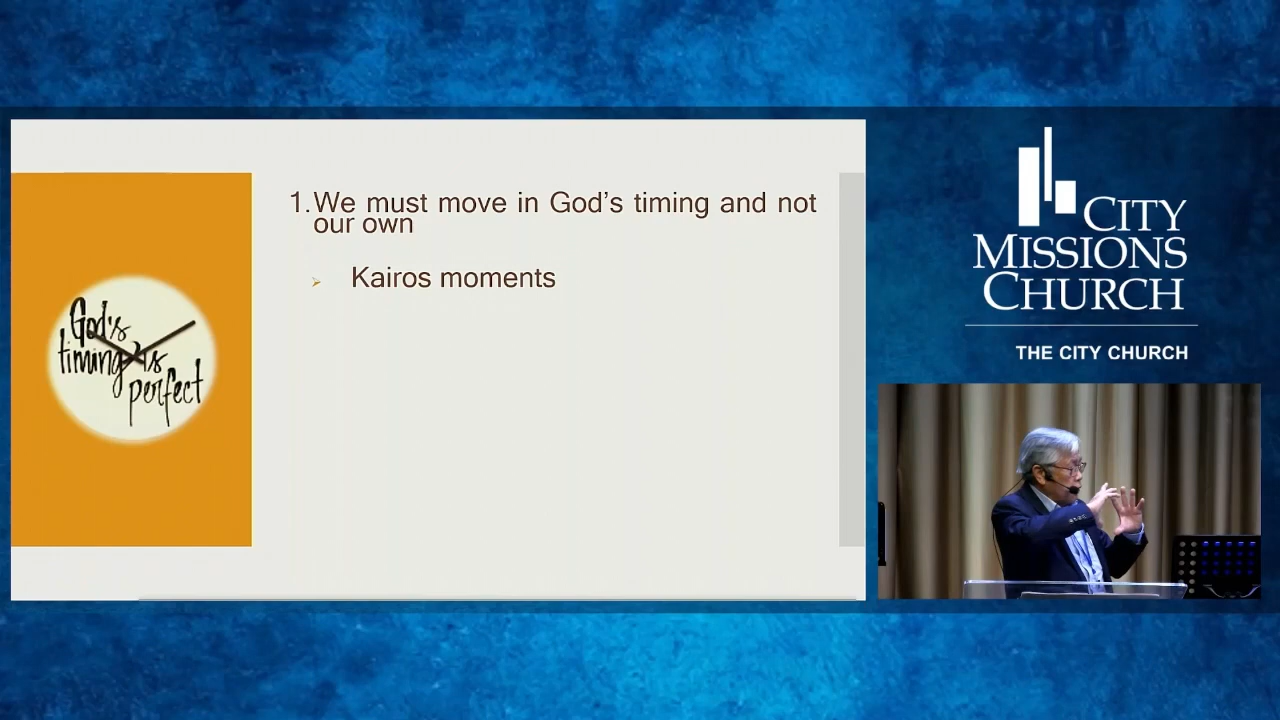 1. We must move in God’s timing and not
our own
Kairos moments
God's
timing is
perfect
CITY
MISSIONS
CHURCH
THE CITY CHURCH